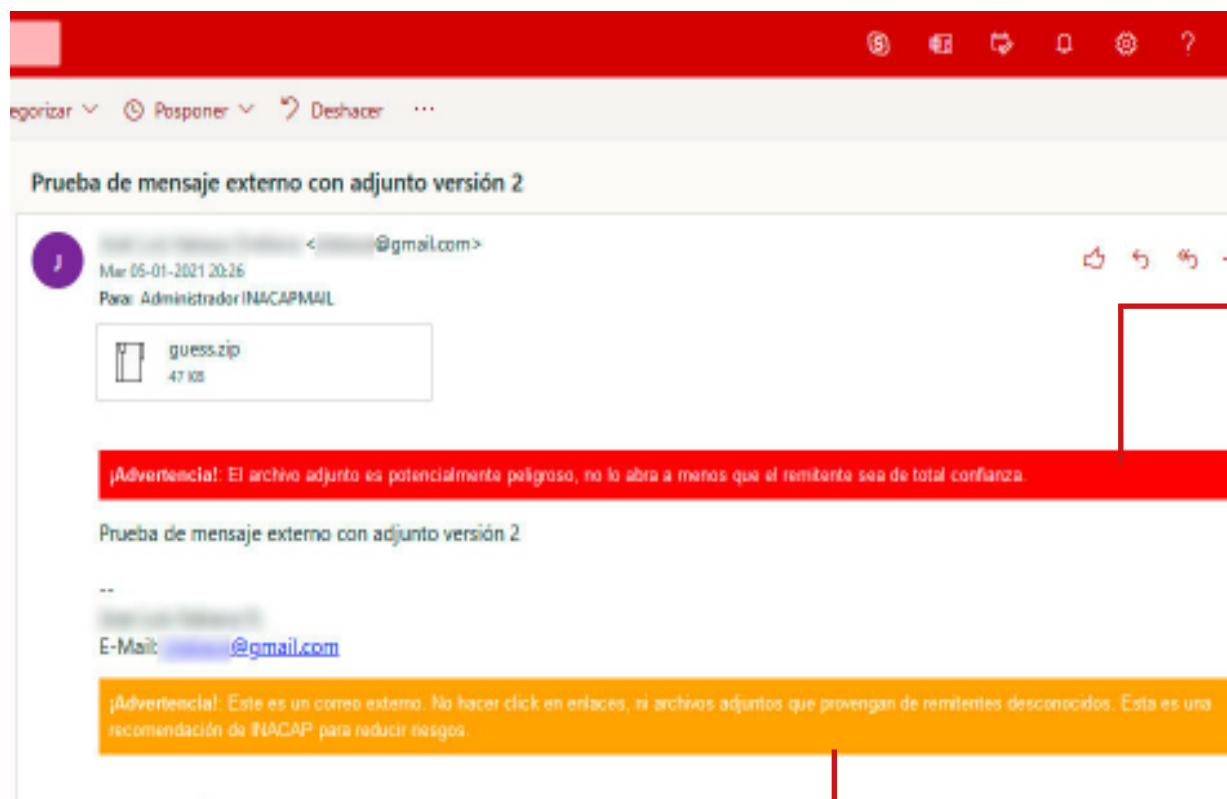 egorizar Posponer Deshacer ...
Prueba de mensaje externo con adjunto versión 2
J
< @gmail.com>
Mar 05-01-2021 20:26
Para: Administrador INACAPMAIL
guess.zip
47 KB
¡Advertencia!: El archivo adjunto es potencialmente peligroso, no lo abra a menos que el remitente sea de total confianza.
Prueba de mensaje externo con adjunto versión 2
--
E-Mail: @gmail.com
¡Advertencia!: Este es un correo externo. No hacer click en enlaces, ni archivos adjuntos que provengan de remitentes desconocidos. Esta es una
recomendación de INACAP para reducir riesgos.